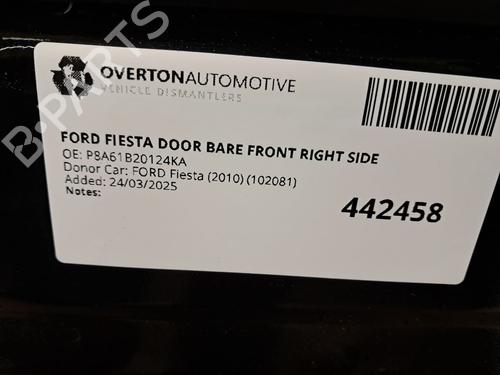 OVERTONAUTOMOTIVE
VEHICLE DISMANTLERS
FORD FIESTA DOOR BARE FRONT RIGHT SIDE
OE: P8A61B20124KA
Donor Car: FORD Fiesta (2010) (102081)
Added: 24/03/2025
Notes:
442458
B-PARTS